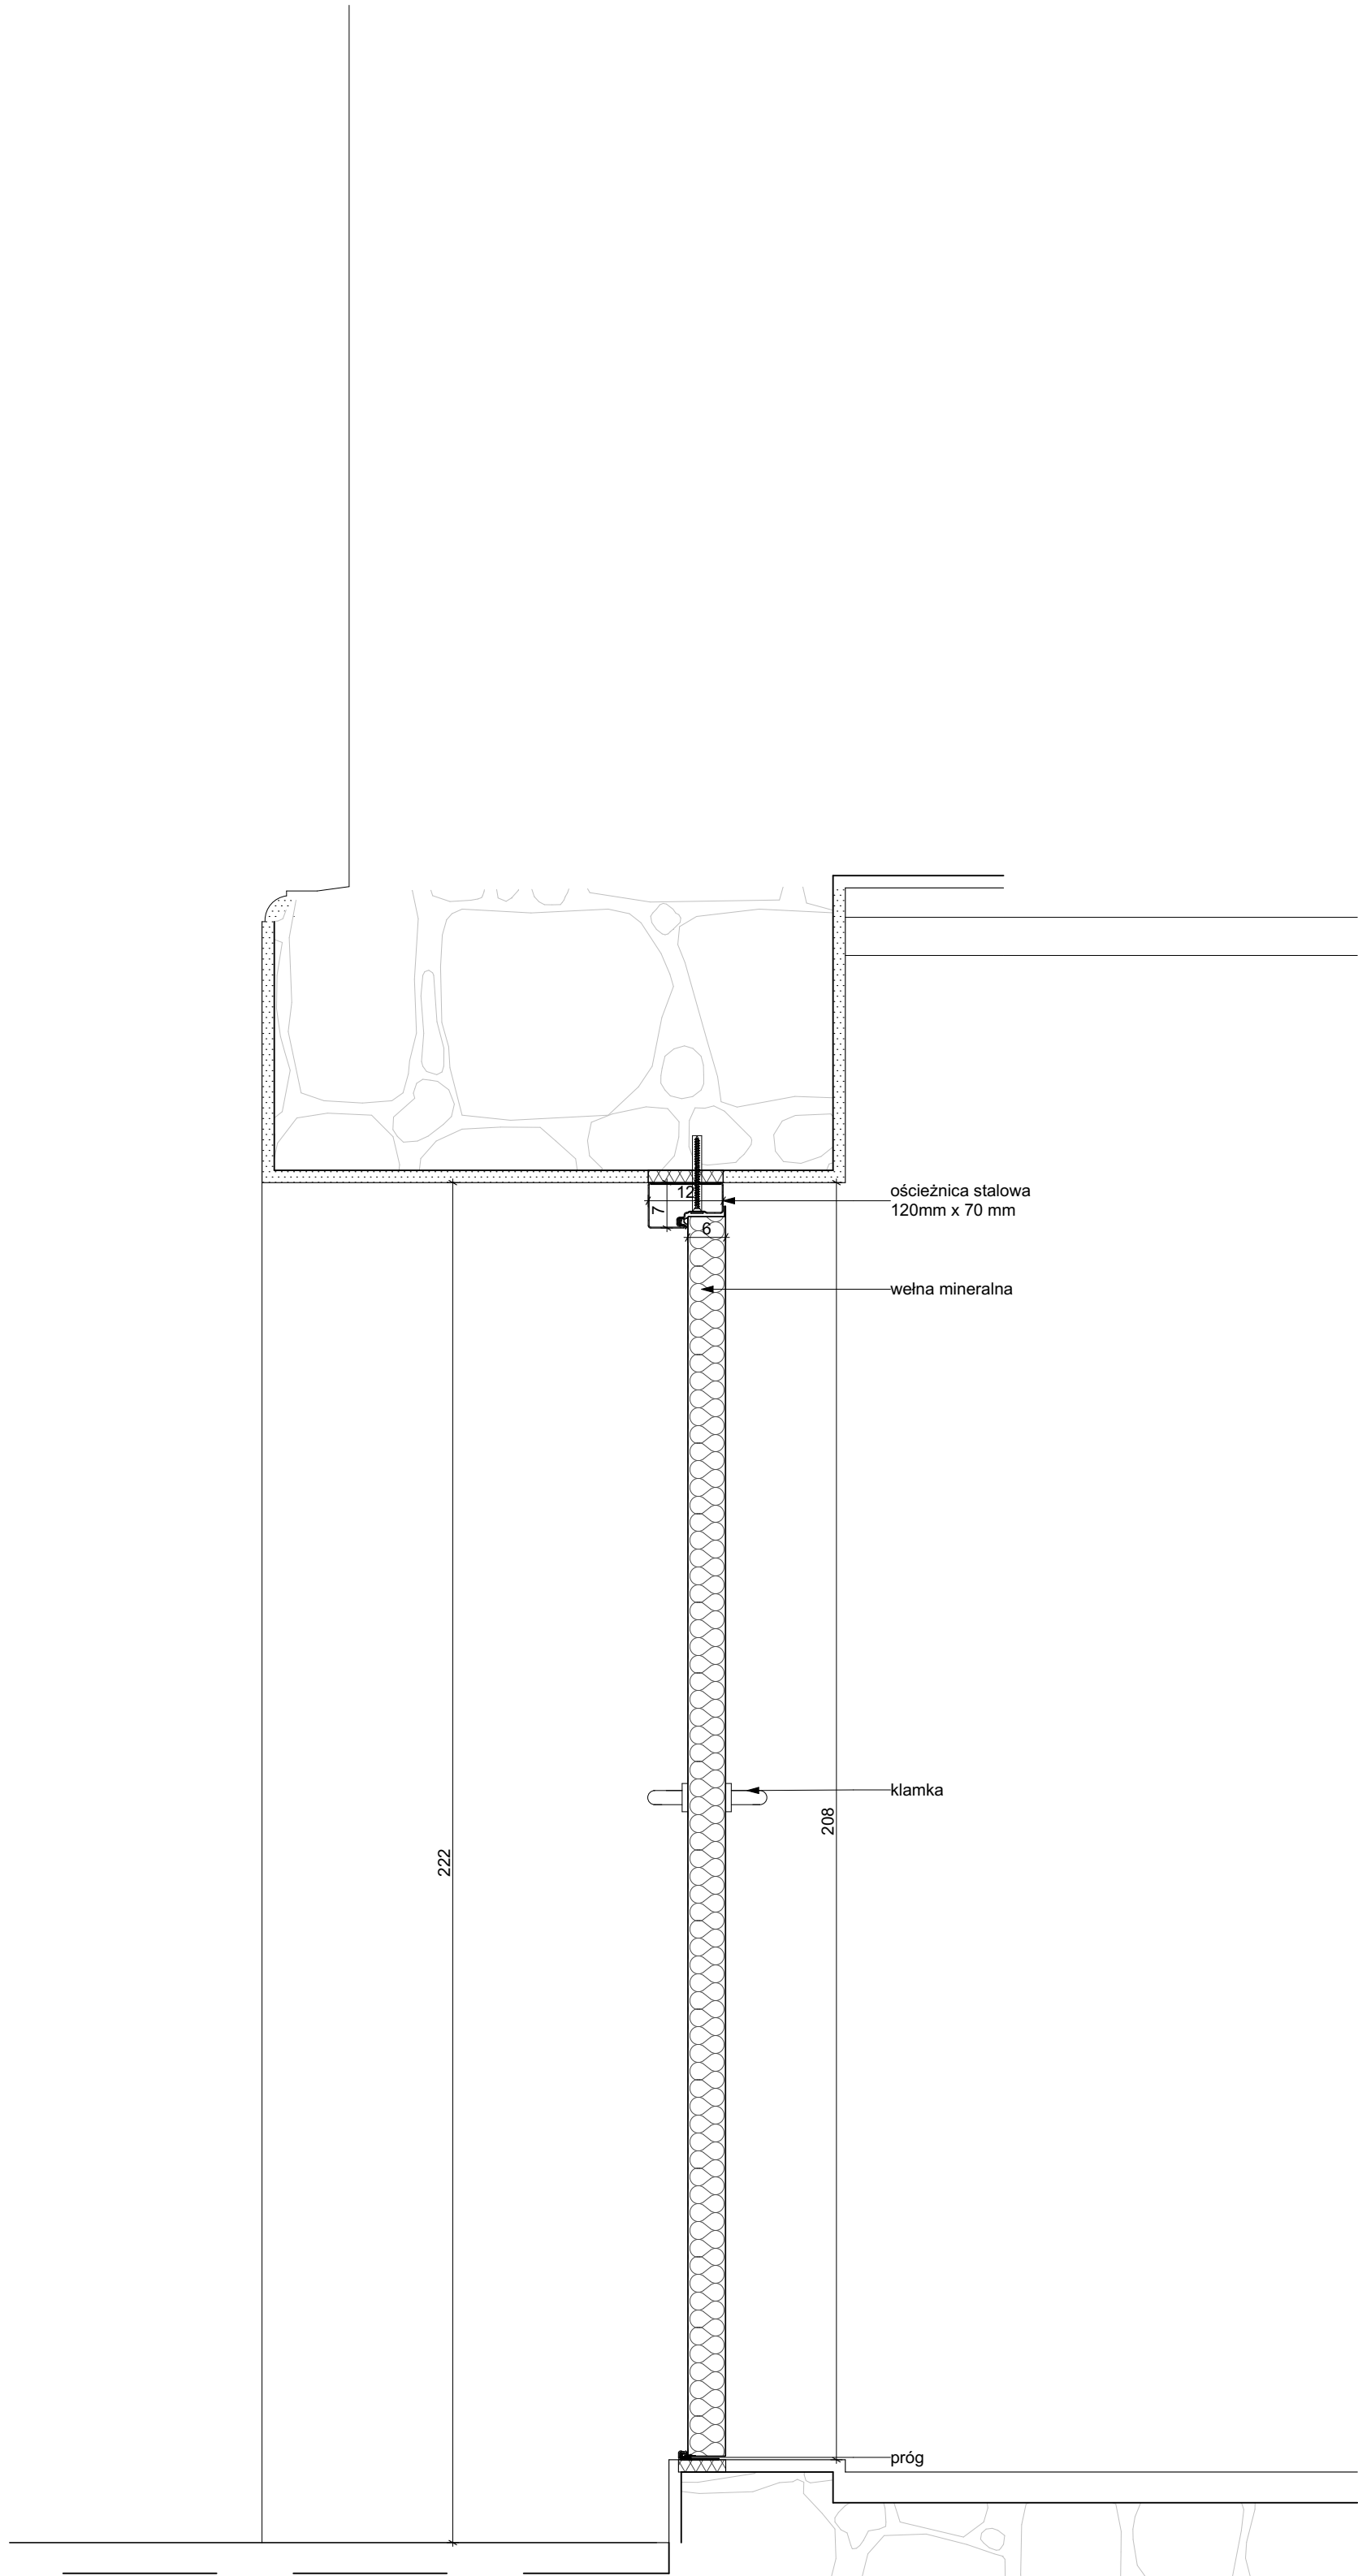 ościeżnica stalowa
120mm x 70 mm
12
7
6
wełna mineralna
klamka
208
222
próg